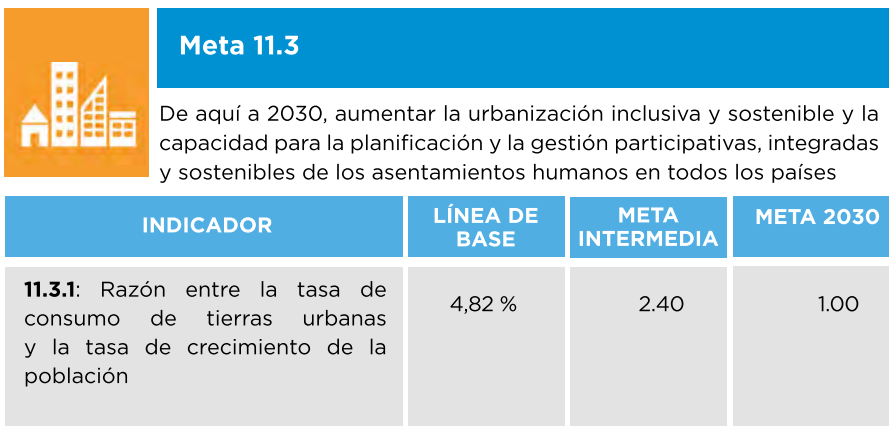 Meta 11.3
De aquí a 2030, aumentar la urbanización inclusiva y sostenible y la
capacidad para la planificación y la gestión participativas, integradas
y sostenibles de los asentamientos humanos en todos los países
INDICADOR
LÍNEA DE
BASE
META
INTERMEDIA
META 2030
11.3.1: Razón entre la tasa de
consumo de tierras urbanas
y la tasa de crecimiento de la
población
4,82 %
2.40
1.00